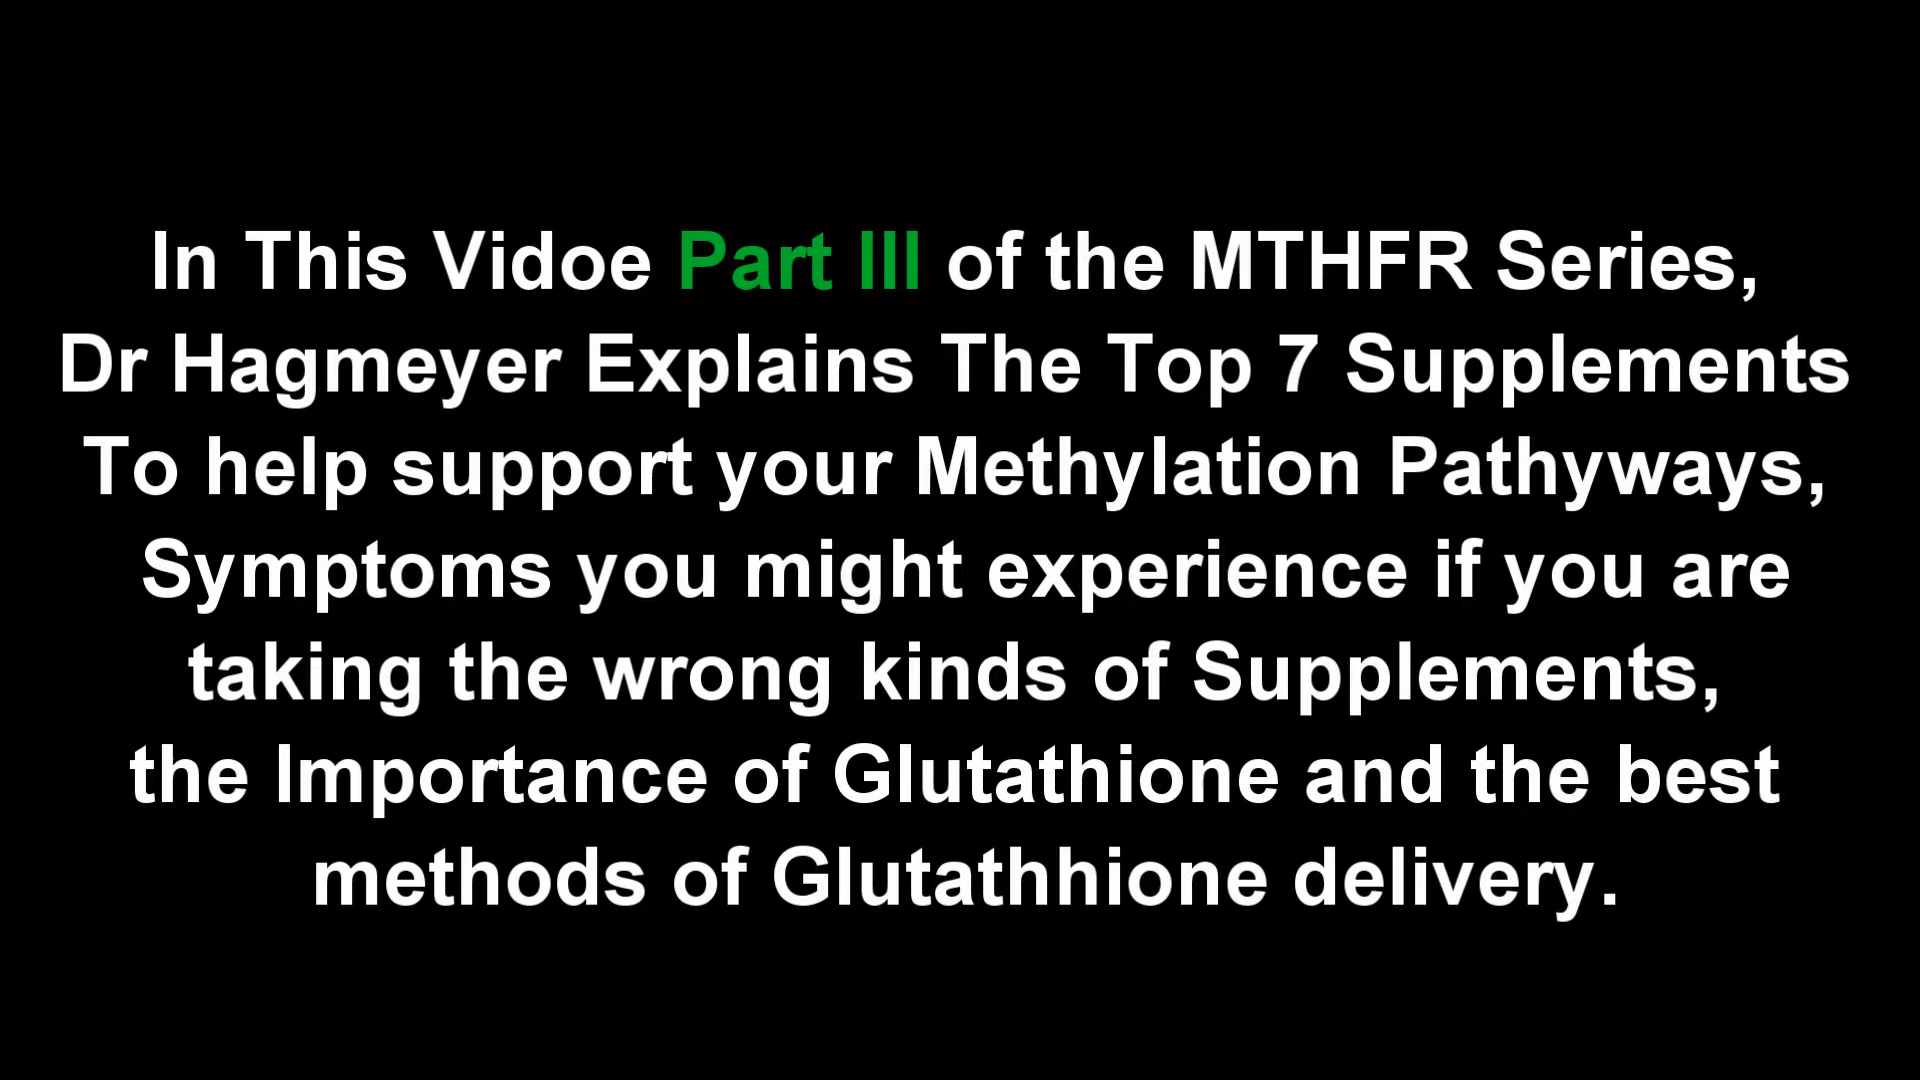 In This Vidoe Part III of the MTHFR Series,
Dr Hagmeyer Explains The Top 7 Supplements
To help support your Methylation Pathyways,
Symptoms you might experience if you are
taking the wrong kinds of Supplements,
the Importance of Glutathione and the best
methods of Glutathhione delivery.